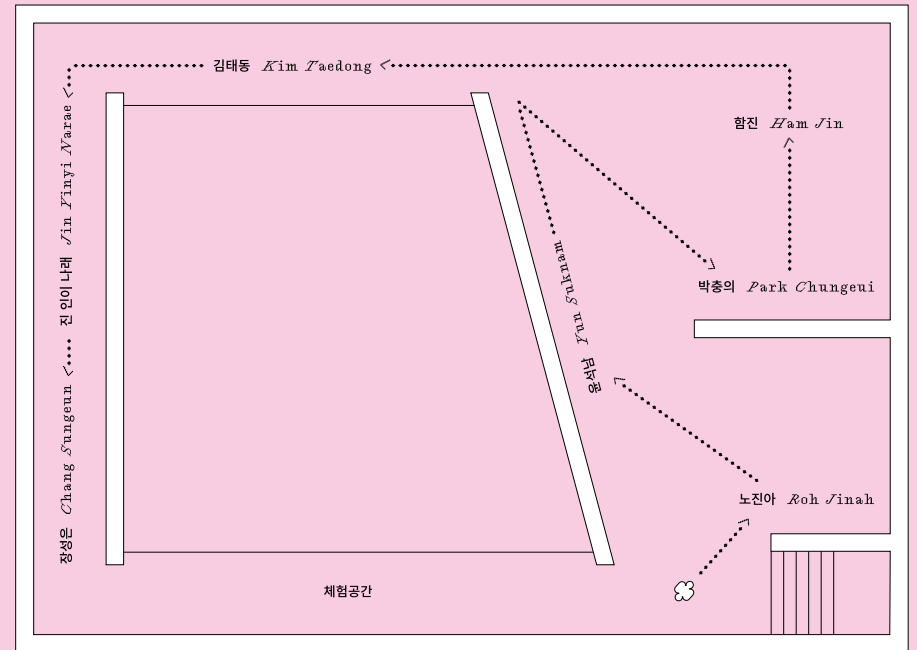 김태동 Kim Taedong
함진 Ham Jin
진 인이 나래 Jin Yinyi Narae
윤석남 Yun Suknam
박충의 Park Chungeui
장성은 Chang Sungeun
노진아 Roh Jinah
체험공간